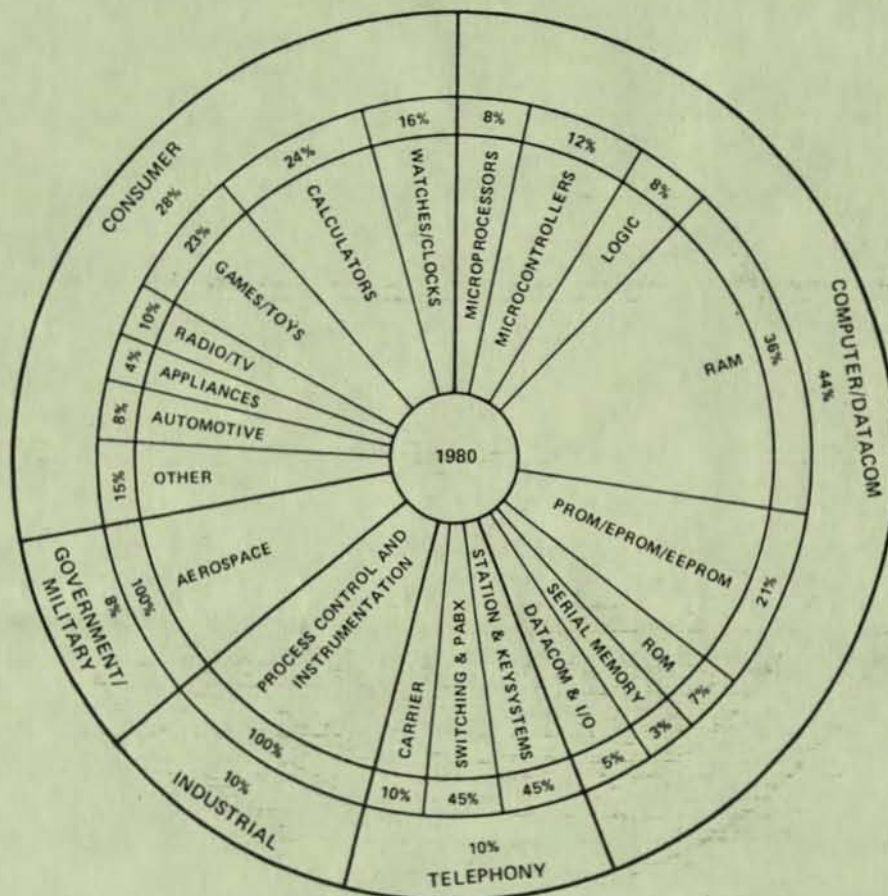 1980
COMPUTER/DATACOM
44%
MICROPROCESSORS
8%
MICROCONTROLLERS
12%
LOGIC
8%
RAM
36%
PROM/EPROM/EEPROM
21%
ROM
7%
SERIAL MEMORY
3%
DATACOM & I/O
5%
TELEPHONY
10%
STATION & KEYSYSTEMS
45%
SWITCHING & PABX
45%
CARRIER
10%
INDUSTRIAL
10%
PROCESS CONTROL AND
INSTRUMENTATION
100%
GOVERNMENT/
MILITARY
8%
AEROSPACE
100%
CONSUMER
28%
OTHER
15%
AUTOMOTIVE
8%
APPLIANCES
4%
RADIO/TV
10%
GAMES/TOYS
23%
CALCULATORS
24%
WATCHES/CLOCKS
16%